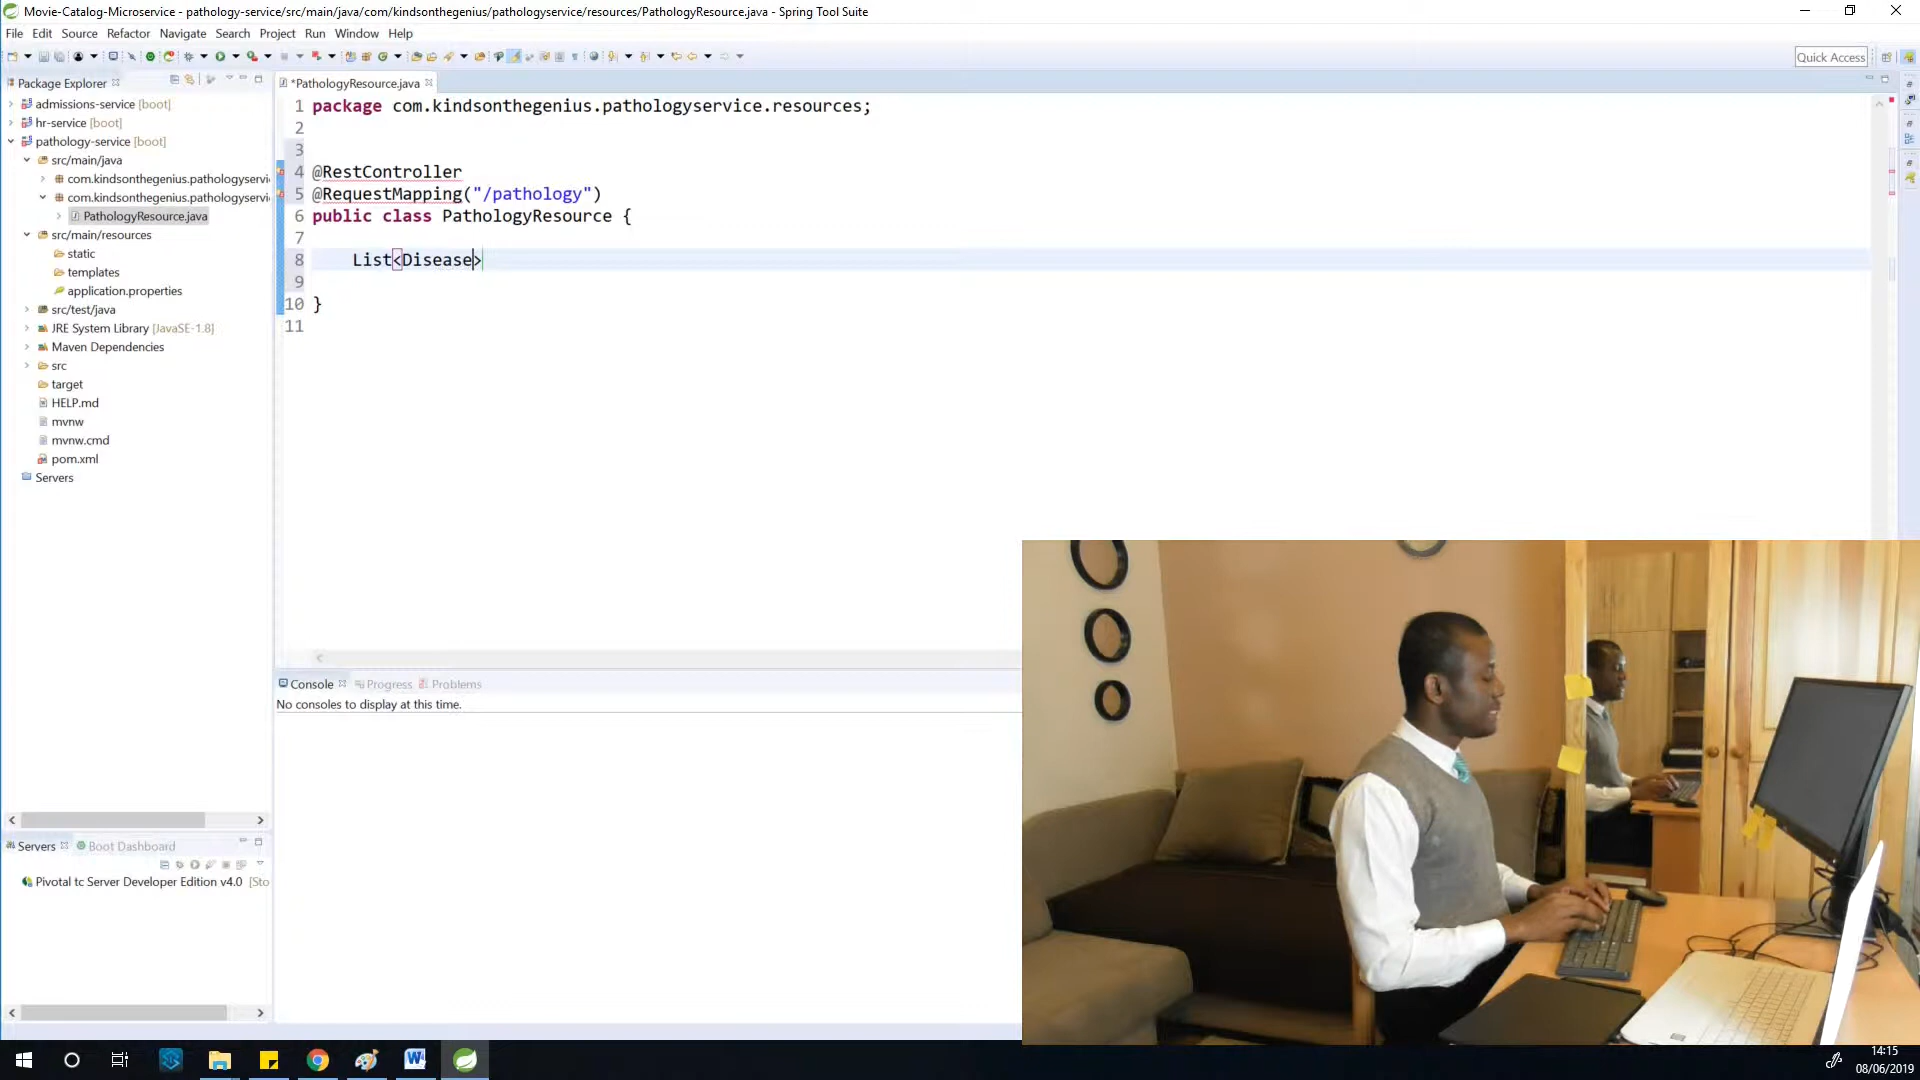 Movie-Catalog-Microservice - pathology-service/src/main/java/com/kindsonthegenius/pathologyservice/resources/PathologyResource.java - Spring Tool Suite
File Edit Source Refactor Navigate Search Project Run Window Help
Quick Access
Package Explorer
*PathologyResource.java
admissions-service [boot]
hr-service [boot]
pathology-service [boot]
src/main/java
com.kindsonthegenius.pathologyservi
com.kindsonthegenius.pathologyservi
PathologyResource.java
src/main/resources
static
templates
application.properties
src/test/java
JRE System Library [JavaSE-1.8]
Maven Dependencies
src
target
HELP.md
mvnw
mvnw.cmd
pom.xml
Servers
1 package com.kindsonthegenius.pathologyservice.resources;
2
3
4 @RestController
5 @RequestMapping("/pathology")
6 public class PathologyResource {
7
8 List<Disease>
9
10 }
11
Console Progress Problems
No consoles to display at this time.
Servers Boot Dashboard
Pivotal tc Server Developer Edition v4.0 [Sto
14:15
08/06/2019